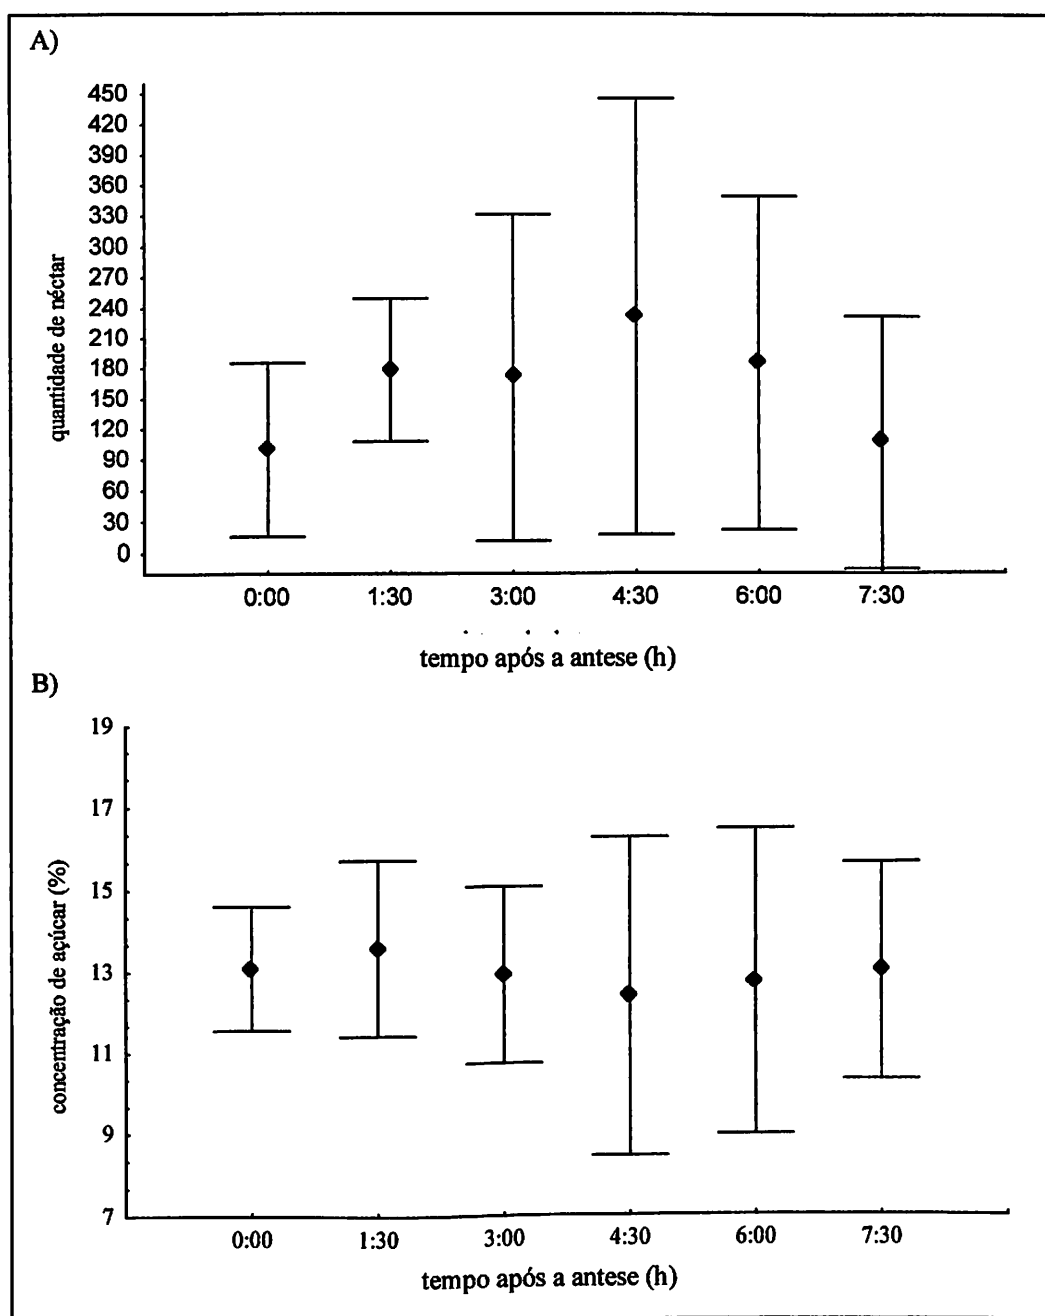 A)
450
420
390
360
330
300
270
240
210
180
150
120
90
60
30
0
quantidade de néctar
0:00 1:30 3:00 4:30 6:00 7:30
tempo após a antese (h)
B)
19
17
15
13
11
9
7
concentração de açúcar (%)
0:00 1:30 3:00 4:30 6:00 7:30
tempo após a antese (h)